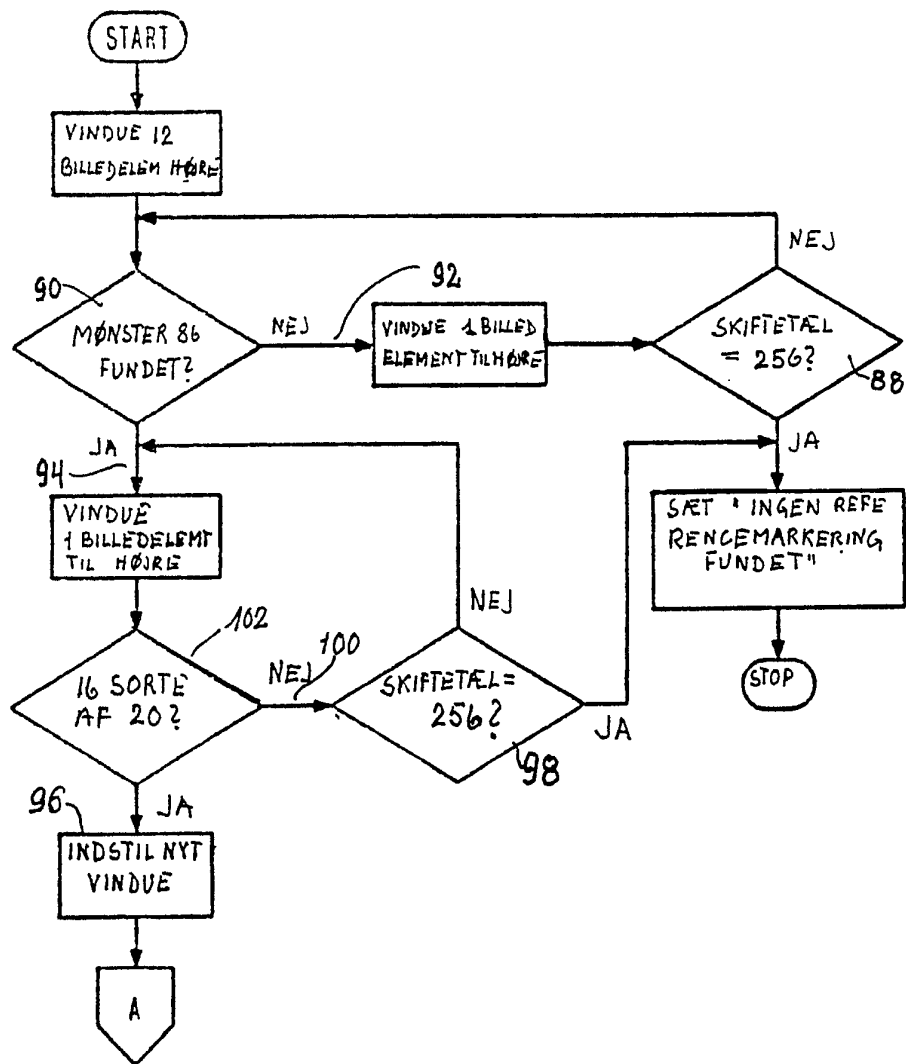 START
VINDUE 12
BILLEDELEM HØJRE
NEJ
92
90
MØNSTER 86
FUNDET?
NEJ
VINDUE 1 BILLED
ELEMENT TILHØJRE
SKIFTETÆL
= 256?
88
JA
94
JA
VINDUE
1 BILLEDELEMT
TIL HØJRE
SÆT " INGEN REFE
RENCEMARKERING
FUNDET"
NEJ
102
100
NEJ
16 SORTE
AF 20?
SKIFTETÆL=
256?
STOP
JA
98
96
JA
INDSTIL NYT
VINDUE
A